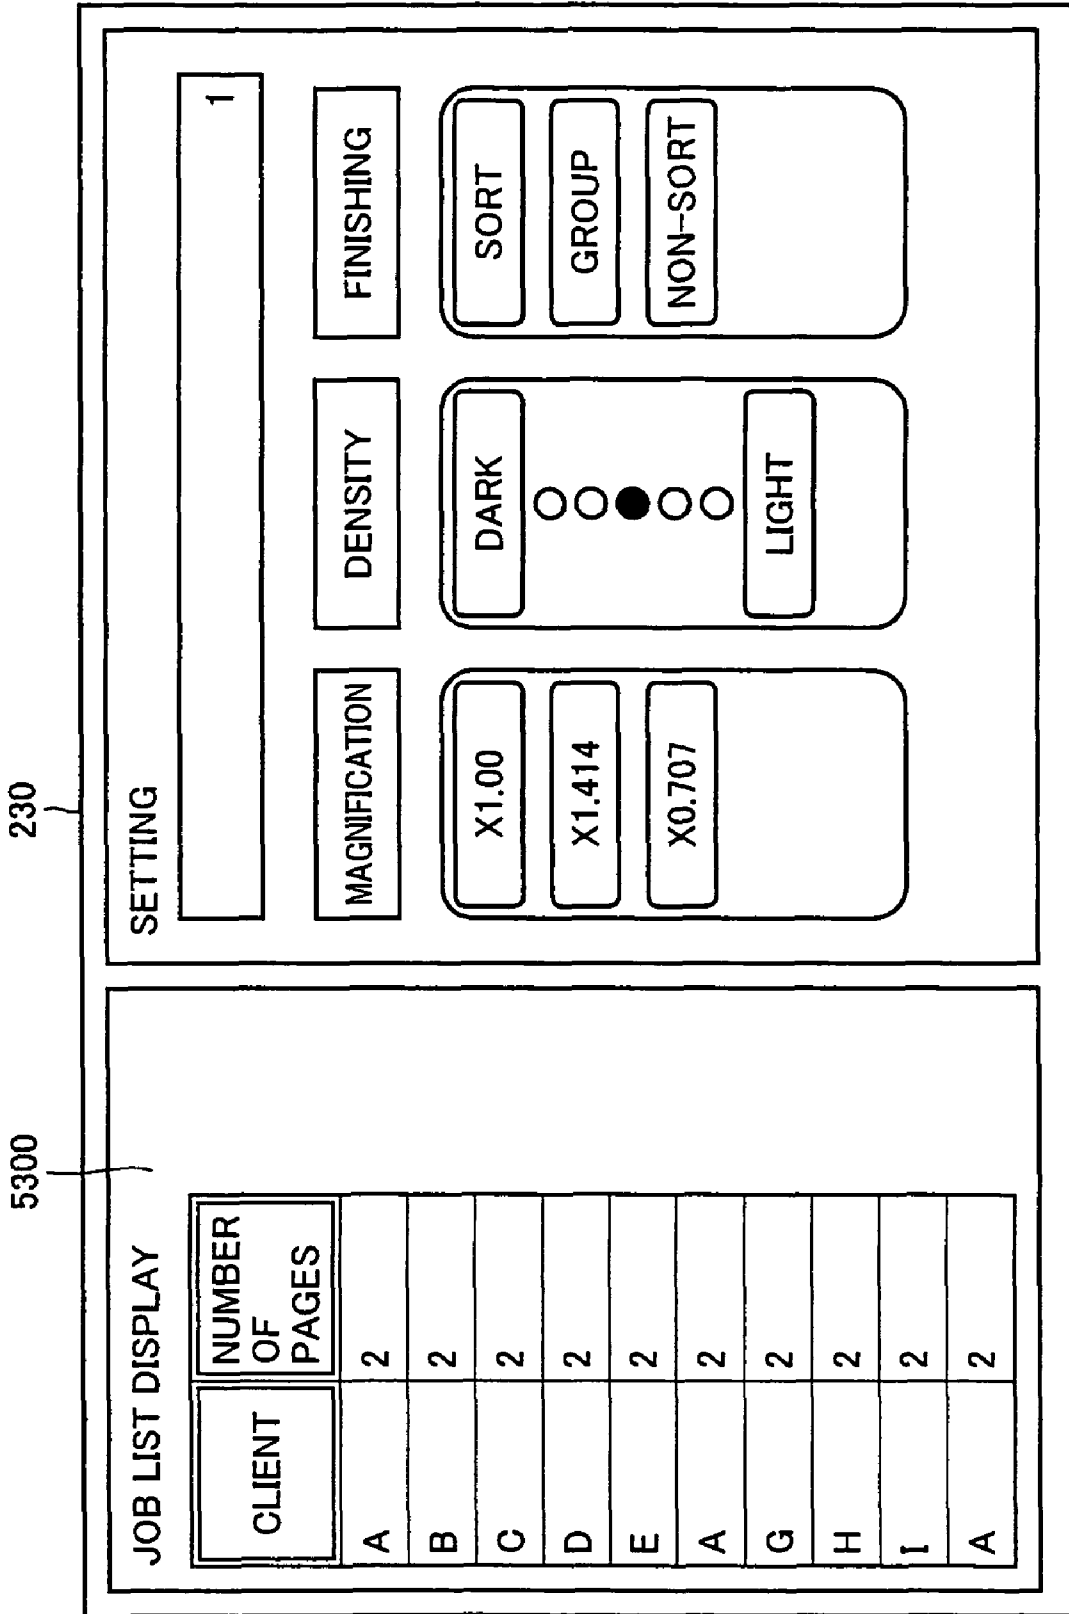 230
5300
JOB LIST DISPLAY
CLIENT
NUMBER
OF
PAGES
A 2
B 2
C 2
D 2
E 2
A 2
G 2
H 2
I 2
A 2
SETTING
1
MAGNIFICATION
X1.00
X1.414
X0.707
DENSITY
DARK
LIGHT
FINISHING
SORT
GROUP
NON-SORT